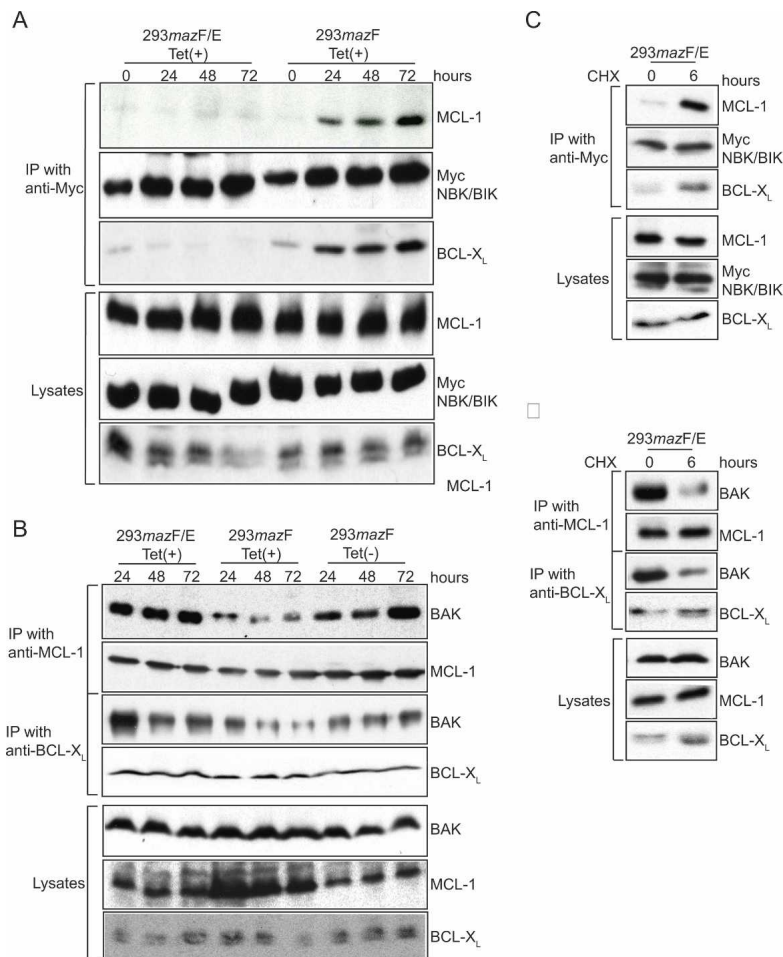 A
293mazF/E 293mazF
Tet(+) Tet(+)
0 24 48 72 0 24 48 72 hours
IP with
anti-Myc
MCL-1
Myc
NBK/BIK
BCL-XL
Lysates
MCL-1
Myc
NBK/BIK
BCL-XL
MCL-1
B
293mazF/E 293mazF 293mazF
Tet(+) Tet(+) Tet(-)
24 48 72 24 48 72 24 48 72 hours
IP with
anti-MCL-1
BAK
MCL-1
IP with
anti-BCL-XL
BAK
BCL-XL
Lysates
BAK
MCL-1
BCL-XL
C
293mazF/E
CHX 0 6 hours
IP with
anti-Myc
MCL-1
Myc
NBK/BIK
BCL-XL
Lysates
MCL-1
Myc
NBK/BIK
BCL-XL
293mazF/E
CHX 0 6 hours
IP with
anti-MCL-1
BAK
MCL-1
IP with
anti-BCL-XL
BAK
BCL-XL
Lysates
BAK
MCL-1
BCL-XL